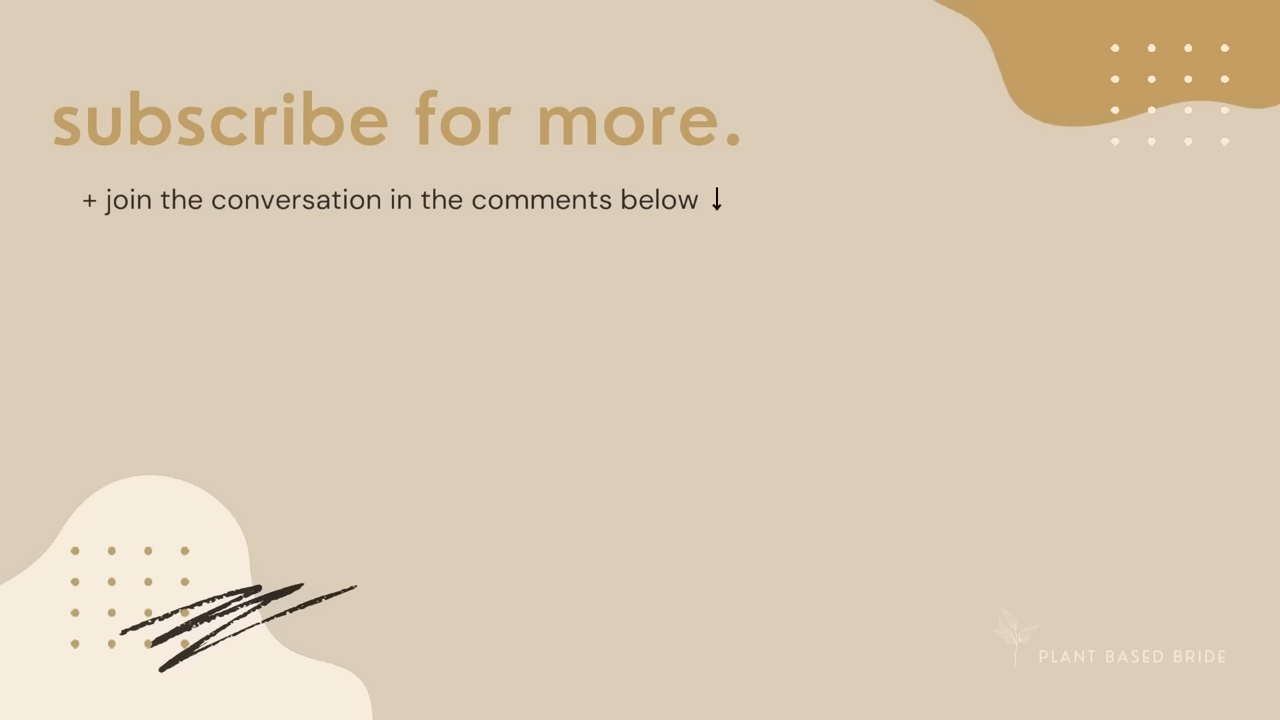 subscribe for more.
+ join the conversation in the comments below ↓
PLANT BASED BRIDE